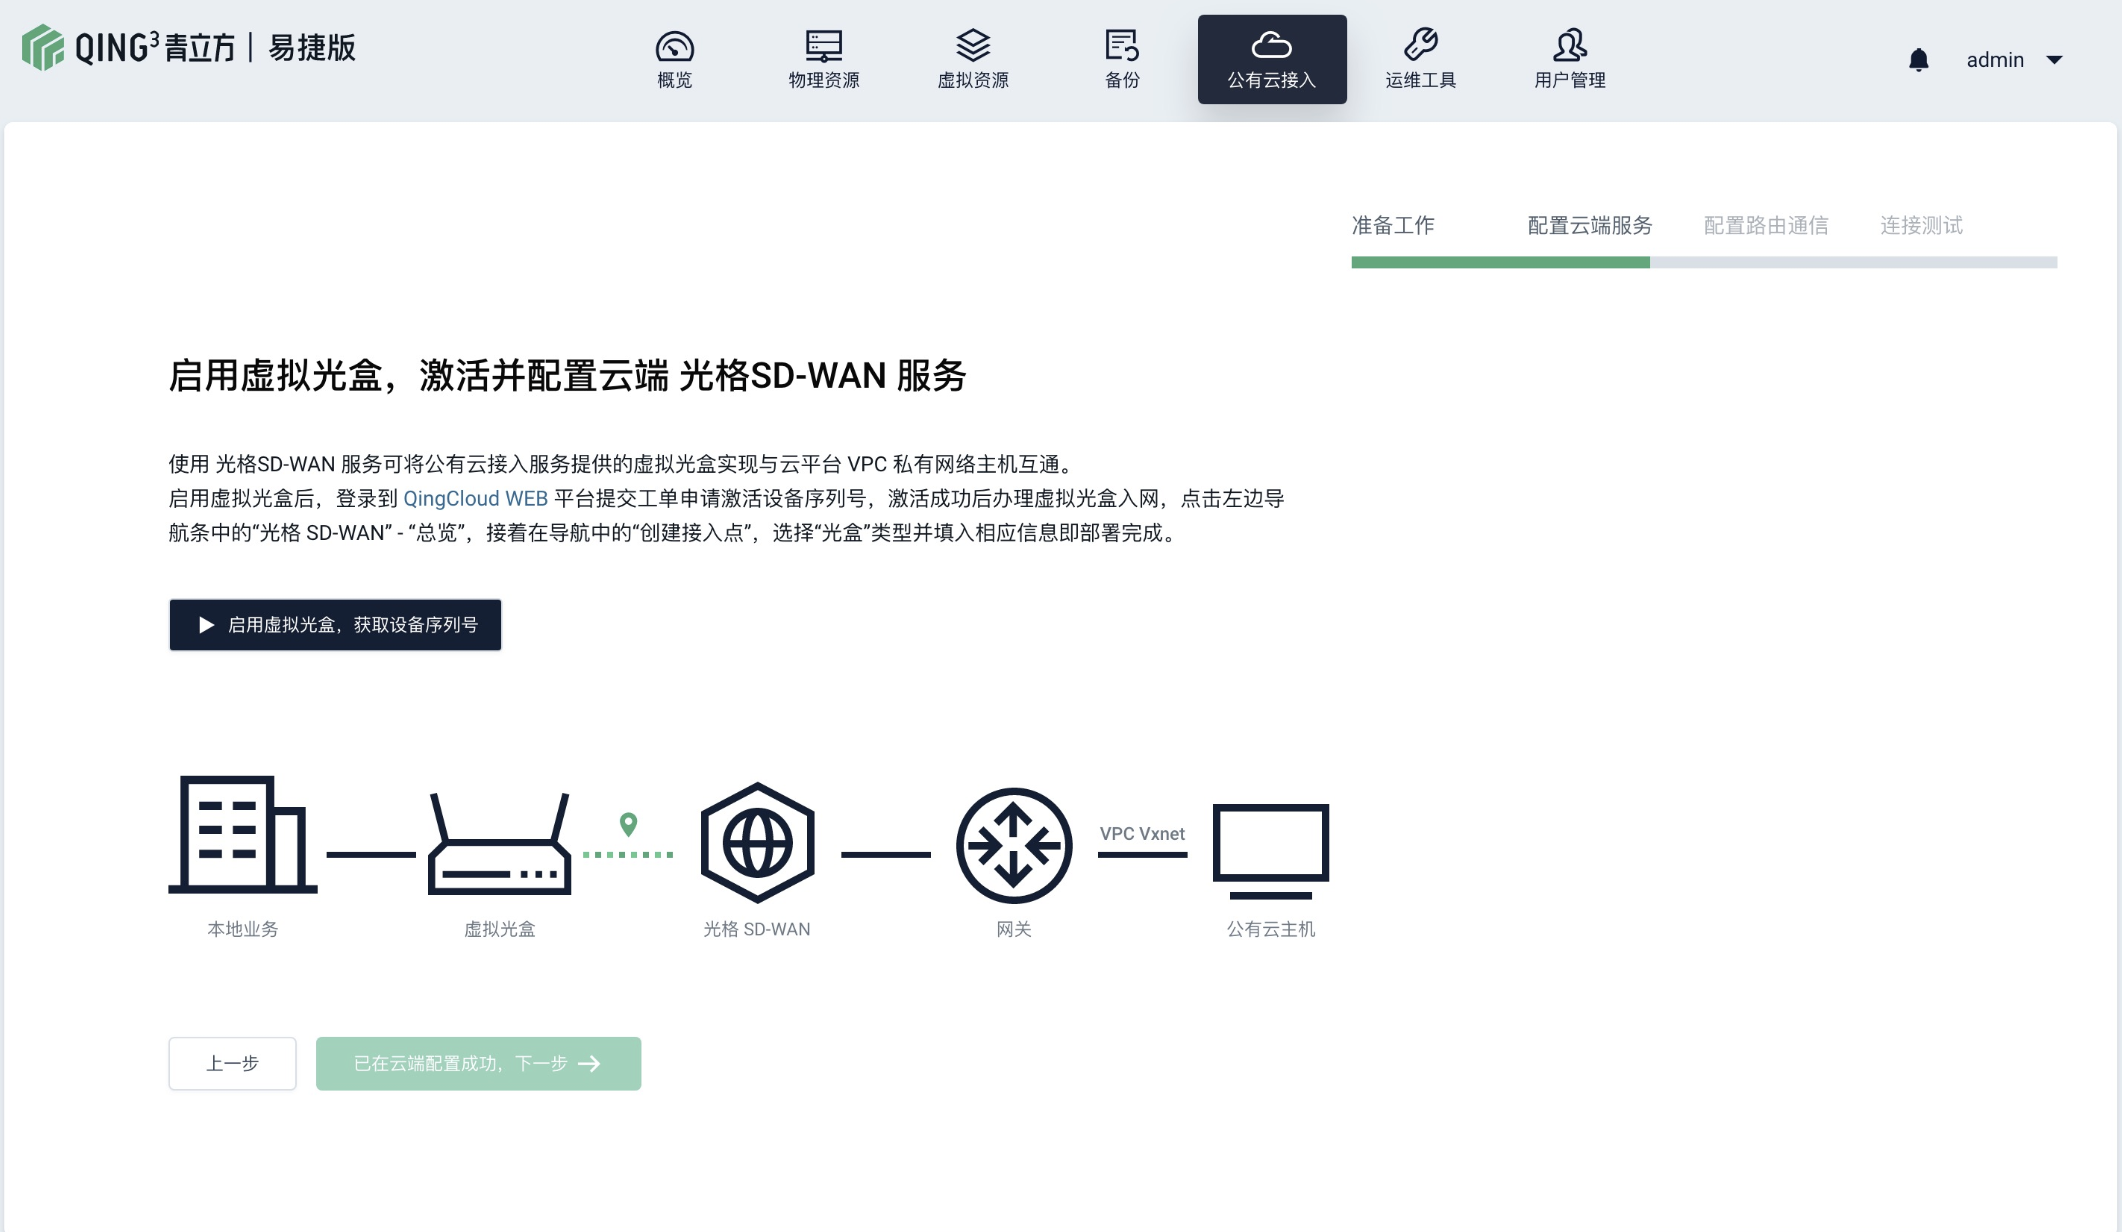 QING³青立方 | 易捷版
概览
物理资源
虚拟资源
备份
公有云接入
运维工具
用户管理
admin
准备工作
配置云端服务
配置路由通信
连接测试
启用虚拟光盒，激活并配置云端 光格SD-WAN 服务
使用 光格SD-WAN 服务可将公有云接入服务提供的虚拟光盒实现与云平台 VPC 私有网络主机互通。
启用虚拟光盒后，登录到 QingCloud WEB 平台提交工单申请激活设备序列号，激活成功后办理虚拟光盒入网，点击左边导
航条中的“光格 SD-WAN” - “总览”，接着在导航中的“创建接入点”，选择“光盒”类型并填入相应信息即部署完成。
启用虚拟光盒，获取设备序列号
VPC Vxnet
本地业务
虚拟光盒
光格 SD-WAN
网关
公有云主机
上一步
已在云端配置成功，下一步 →